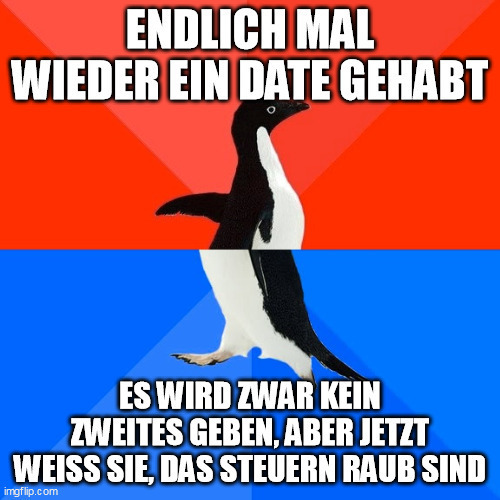 ENDLICH MAL
WIEDER EIN DATE GEHABT
ES WIRD ZWAR KEIN
ZWEITES GEBEN, ABER JETZT
WEISS SIE, DAS STEUERN RAUB SIND
imgflip.com